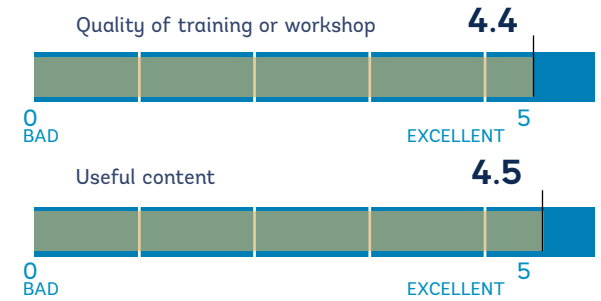 Quality of training or workshop 4.4
0 5
BAD EXCELLENT
Useful content 4.5
0 5
BAD EXCELLENT